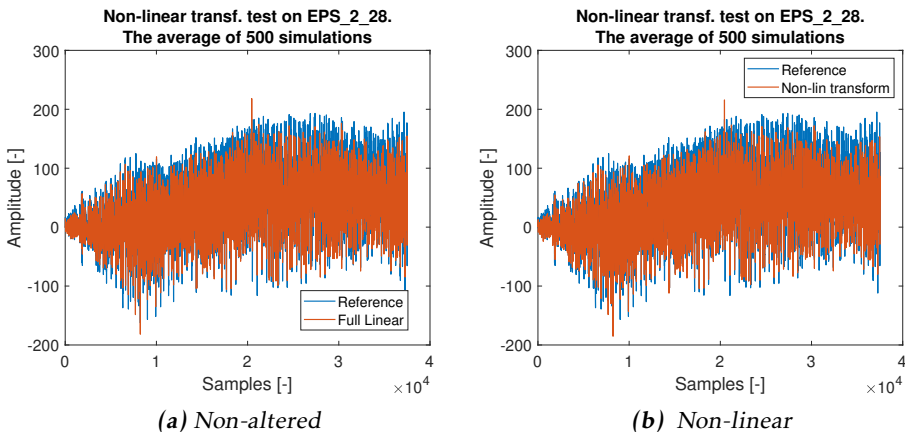 Non-linear transf. test on EPS_2_28.
The average of 500 simulations
300
200
100
0
-100
-200
Amplitude [-]
Reference
Full Linear
0 1 2 3 4
Samples [-]
×10^4
(a) Non-altered
Non-linear transf. test on EPS_2_28.
The average of 500 simulations
300
200
100
0
-100
-200
Amplitude [-]
Reference
Non-lin transform
0 1 2 3 4
Samples [-]
×10^4
(b) Non-linear